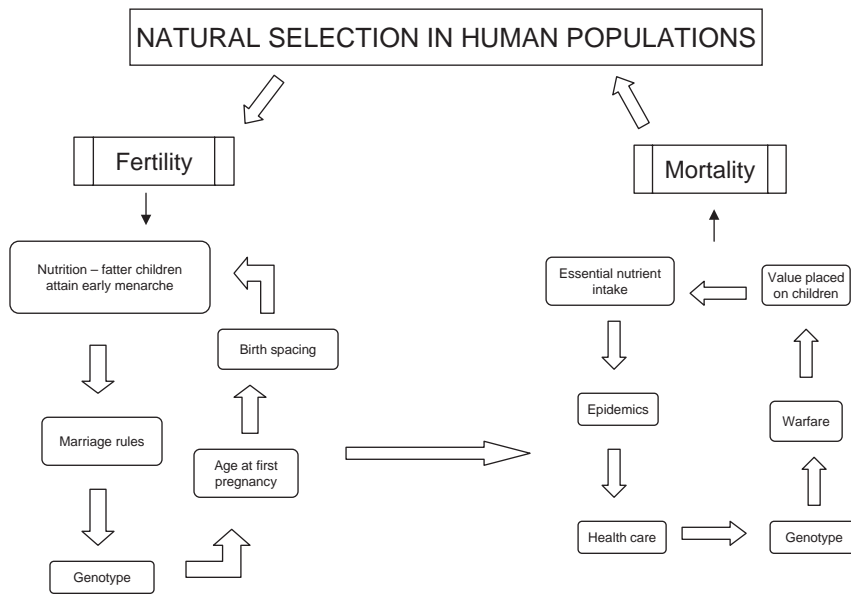 NATURAL SELECTION IN HUMAN POPULATIONS
Fertility
Mortality
Nutrition – fatter children
attain early menarche
Essential nutrient
intake
Value placed
on children
Birth spacing
Marriage rules
Epidemics
Warfare
Age at first
pregnancy
Genotype
Health care
Genotype